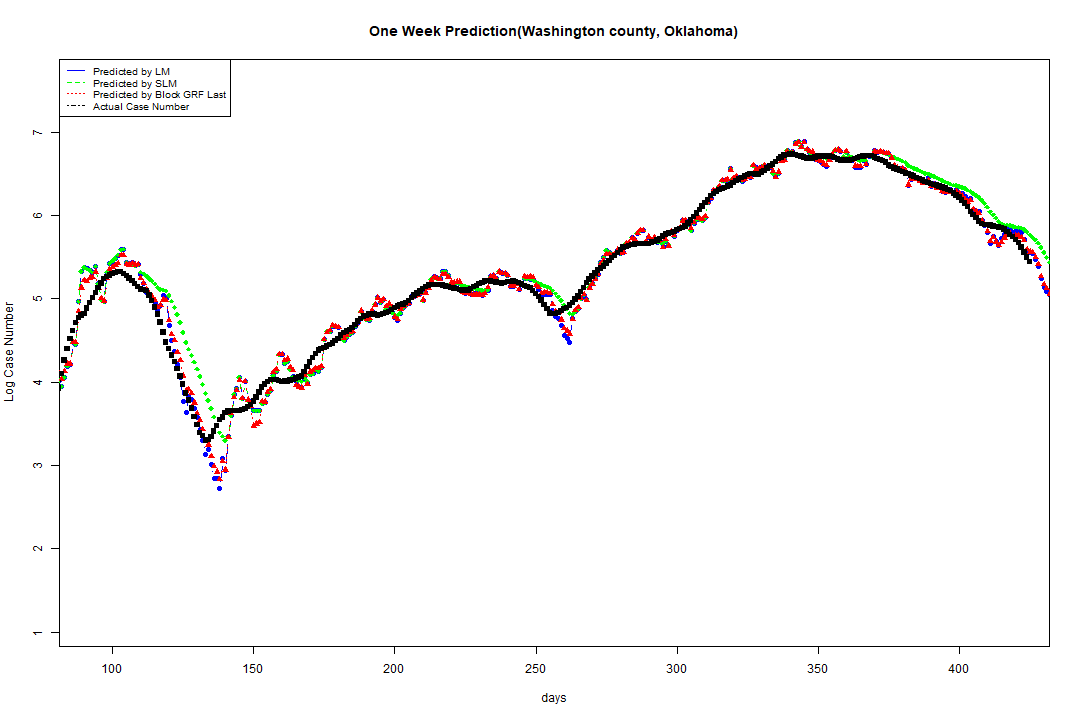 One Week Prediction(Washington county, Oklahoma)
Predicted by LM
Predicted by SLM
Predicted by Block GRF Last
Actual Case Number
Log Case Number
7
6
5
4
3
2
1
100 150 200 250 300 350 400
days